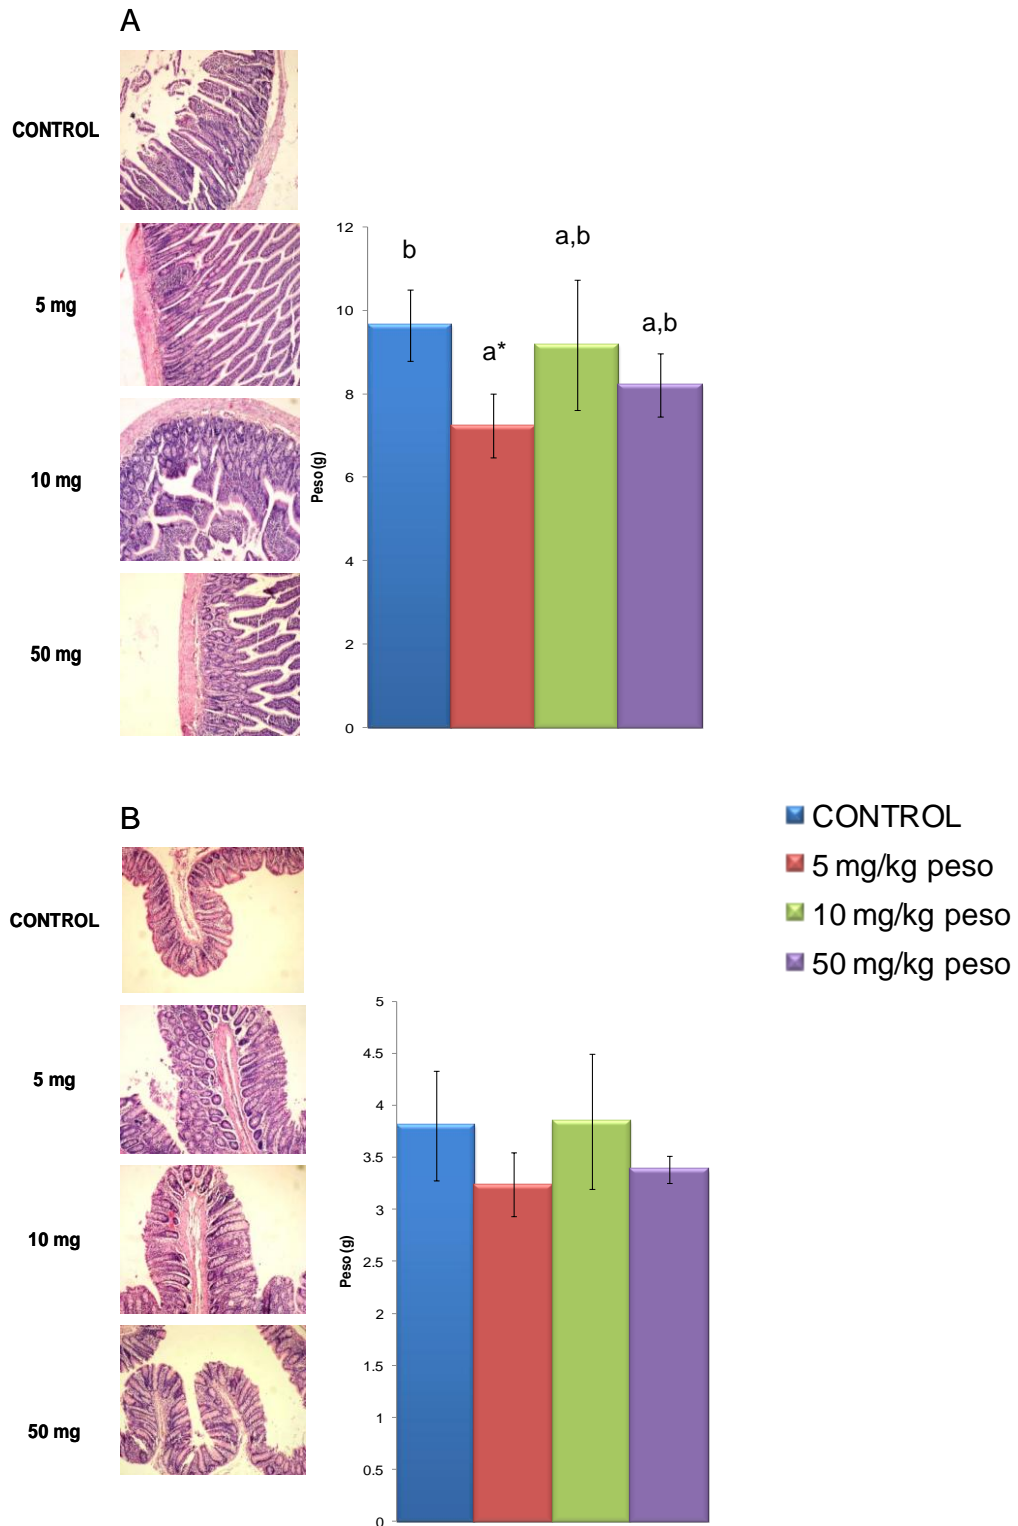 A
CONTROL
5 mg
10 mg
50 mg
Peso (g)
12
10
8
6
4
2
0
b
a*
a,b
a,b
B
CONTROL
5 mg
10 mg
50 mg
Peso (g)
5
4.5
4
3.5
3
2.5
2
1.5
1
0.5
0
CONTROL
5 mg/kg peso
10 mg/kg peso
50 mg/kg peso